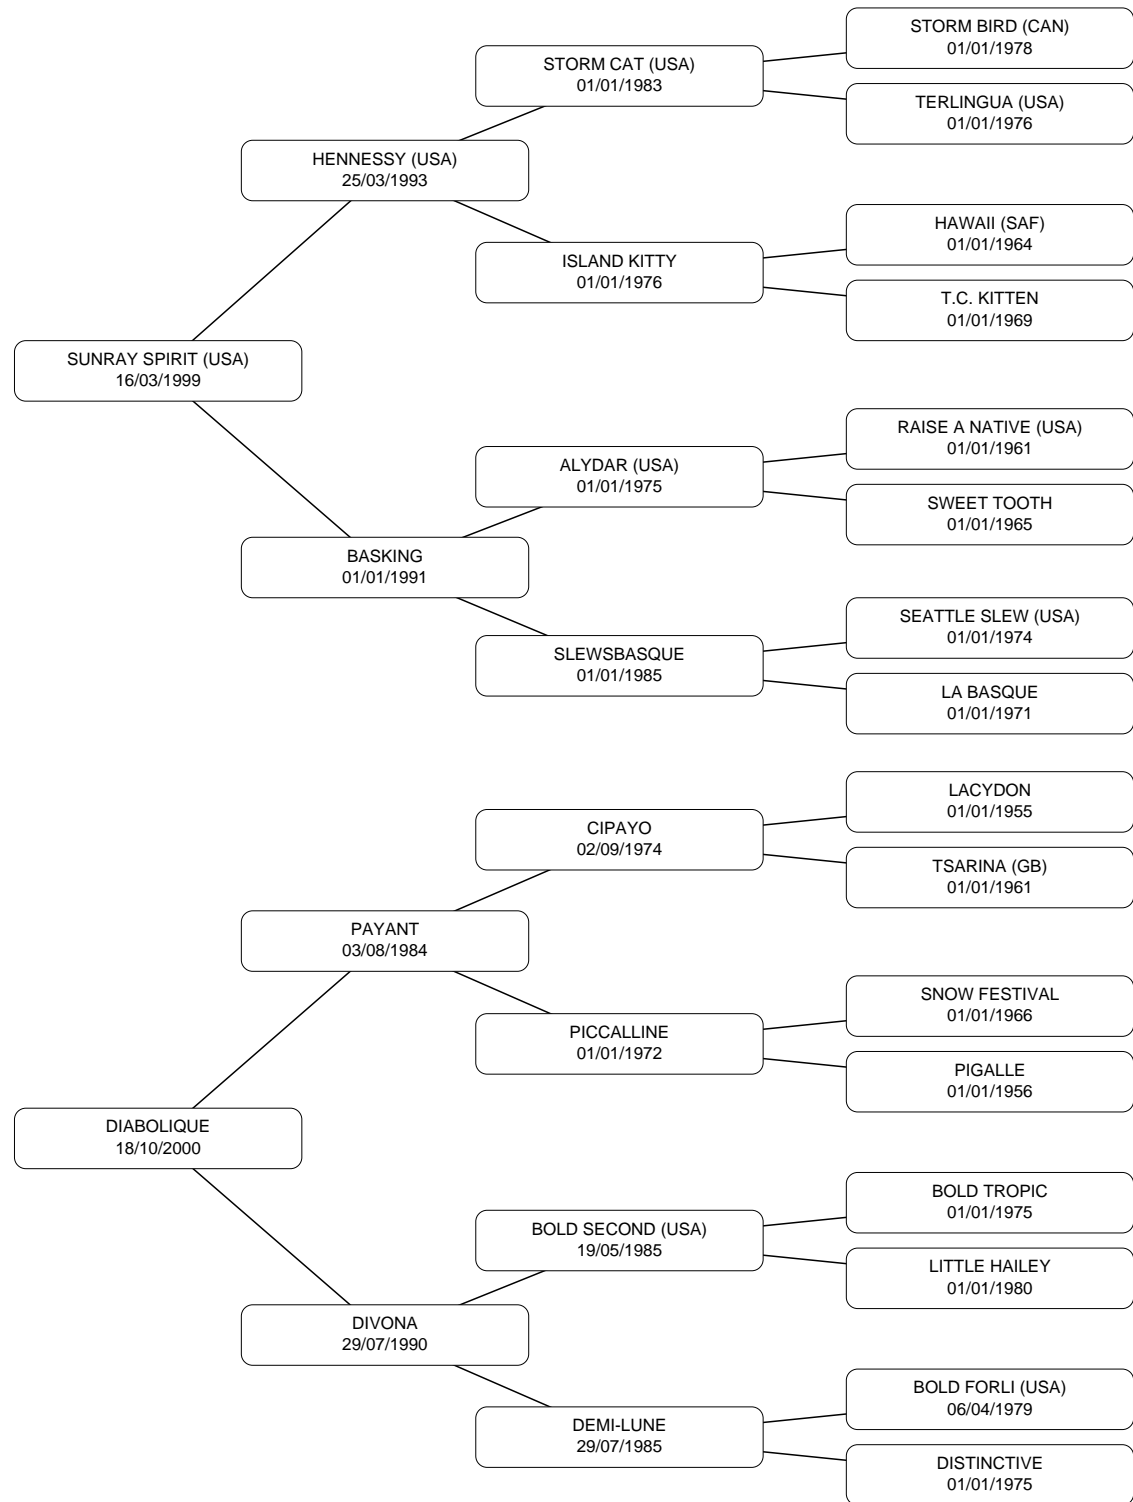 STORM BIRD (CAN)
01/01/1978
STORM CAT (USA)
01/01/1983
TERLINGUA (USA)
01/01/1976
HENNESSY (USA)
25/03/1993
HAWAII (SAF)
01/01/1964
ISLAND KITTY
01/01/1976
T.C. KITTEN
01/01/1969
SUNRAY SPIRIT (USA)
16/03/1999
RAISE A NATIVE (USA)
01/01/1961
ALYDAR (USA)
01/01/1975
SWEET TOOTH
01/01/1965
BASKING
01/01/1991
SEATTLE SLEW (USA)
01/01/1974
SLEWSBASQUE
01/01/1985
LA BASQUE
01/01/1971
LACYDON
01/01/1955
CIPAYO
02/09/1974
TSARINA (GB)
01/01/1961
PAYANT
03/08/1984
SNOW FESTIVAL
01/01/1966
PICCALLINE
01/01/1972
PIGALLE
01/01/1956
DIABOLIQUE
18/10/2000
BOLD TROPIC
01/01/1975
BOLD SECOND (USA)
19/05/1985
LITTLE HAILEY
01/01/1980
DIVONA
29/07/1990
BOLD FORLI (USA)
06/04/1979
DEMI-LUNE
29/07/1985
DISTINCTIVE
01/01/1975